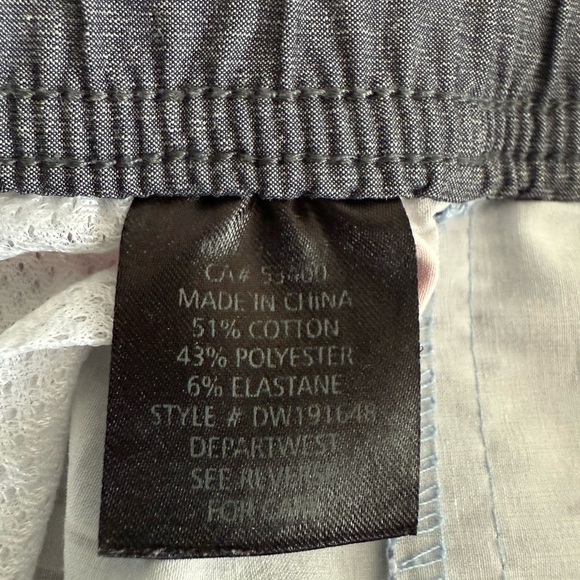 CA# 53400
MADE IN CHINA
51% COTTON
43% POLYESTER
6% ELASTANE
STYLE # DW191648
DEPARTWEST
SEE REVERSE
FOR CARE